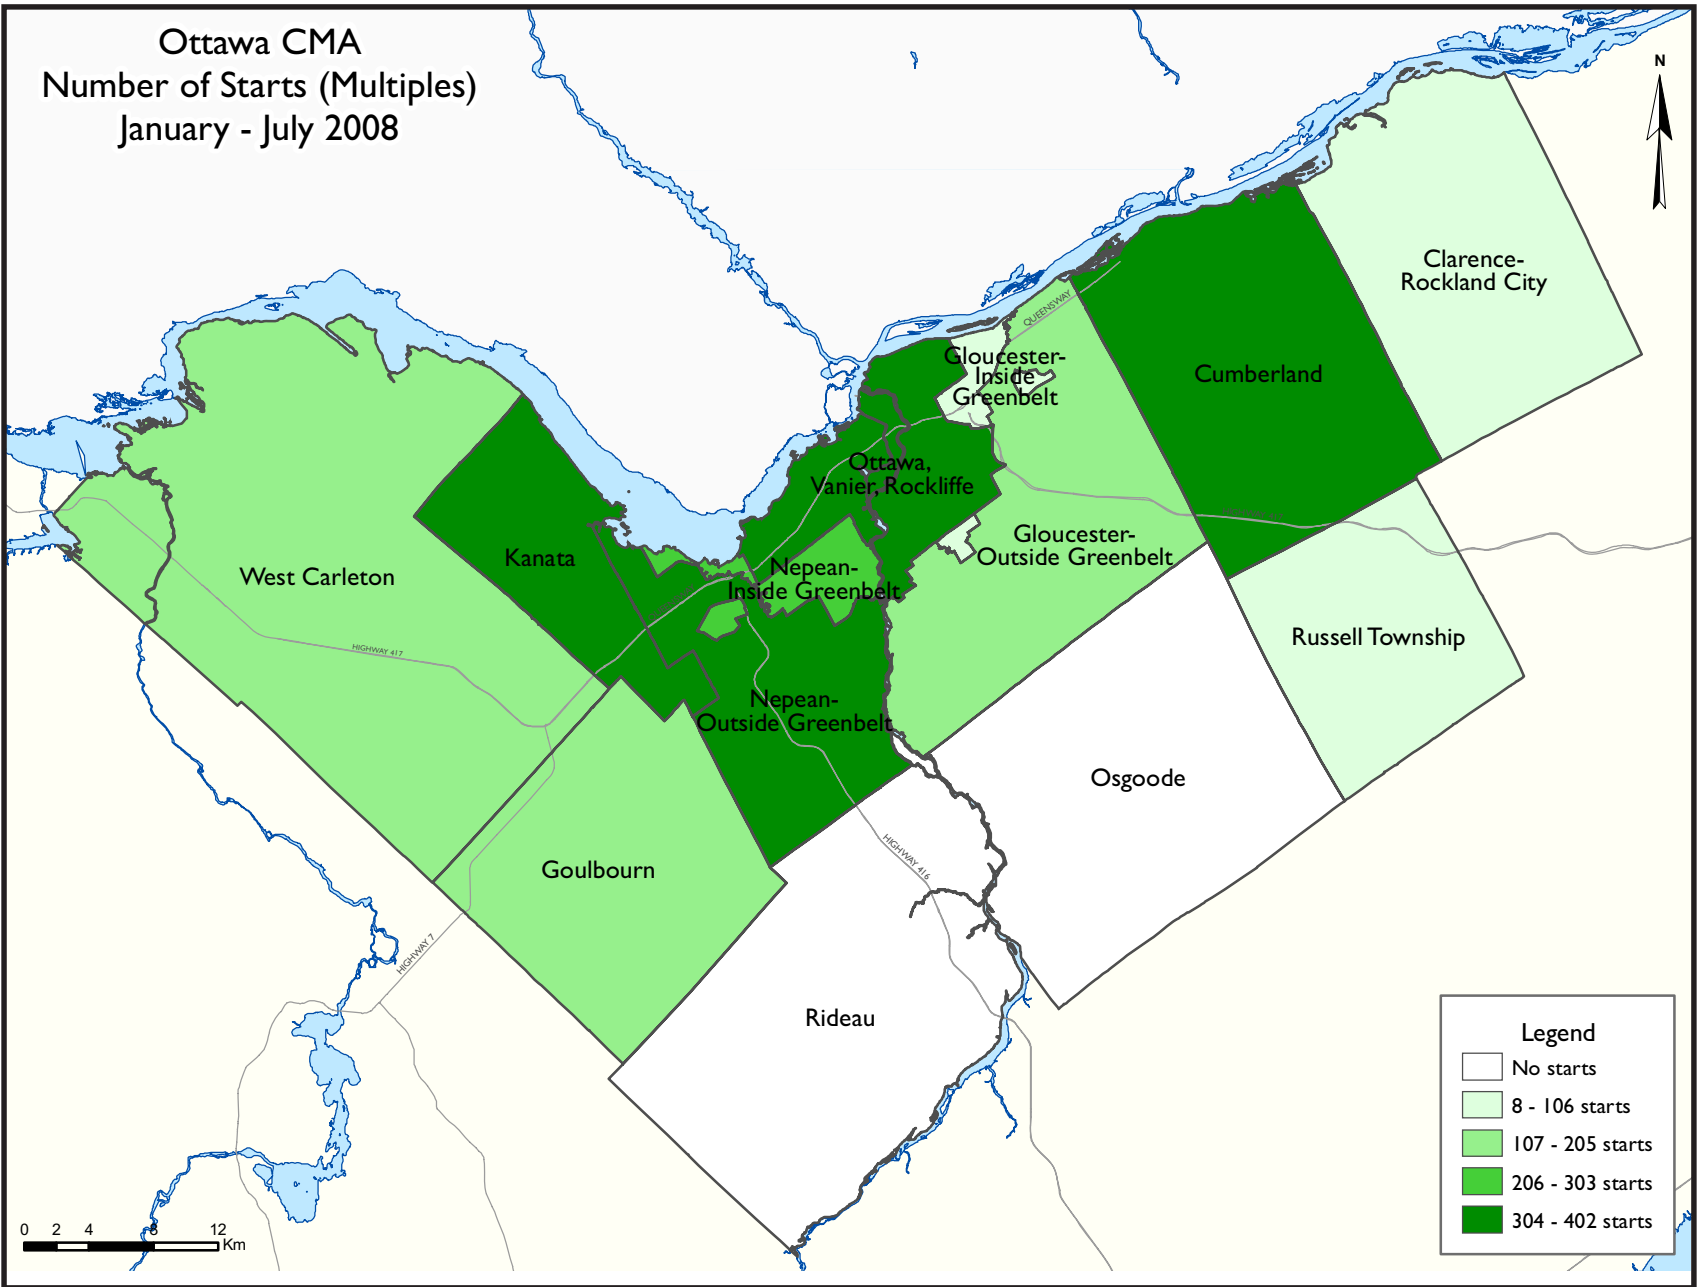 Ottawa CMA
Number of Starts (Multiples)
January - July 2008
N
Clarence-
Rockland City
QUEENSWAY
Gloucester-
Inside
Greenbelt
Cumberland
Ottawa,
Vanier, Rockliffe
Gloucester-
Outside Greenbelt
Kanata
West Carleton
Nepean-
Inside Greenbelt
HIGHWAY 417
Russell Township
Nepean-
Outside Greenbelt
Osgoode
Goulbourn
HIGHWAY 416
HIGHWAY 7
Rideau
Legend
No starts
8 - 106 starts
107 - 205 starts
206 - 303 starts
304 - 402 starts
0 2 4 8 12
Km